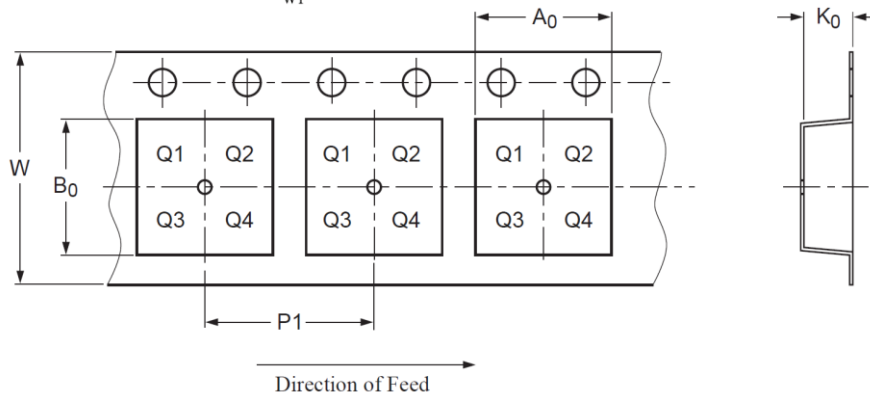 W1
A0
K0
Q1 Q2 Q1 Q2 Q1 Q2
W
B0
Q3 Q4 Q3 Q4 Q3 Q4
P1
Direction of Feed